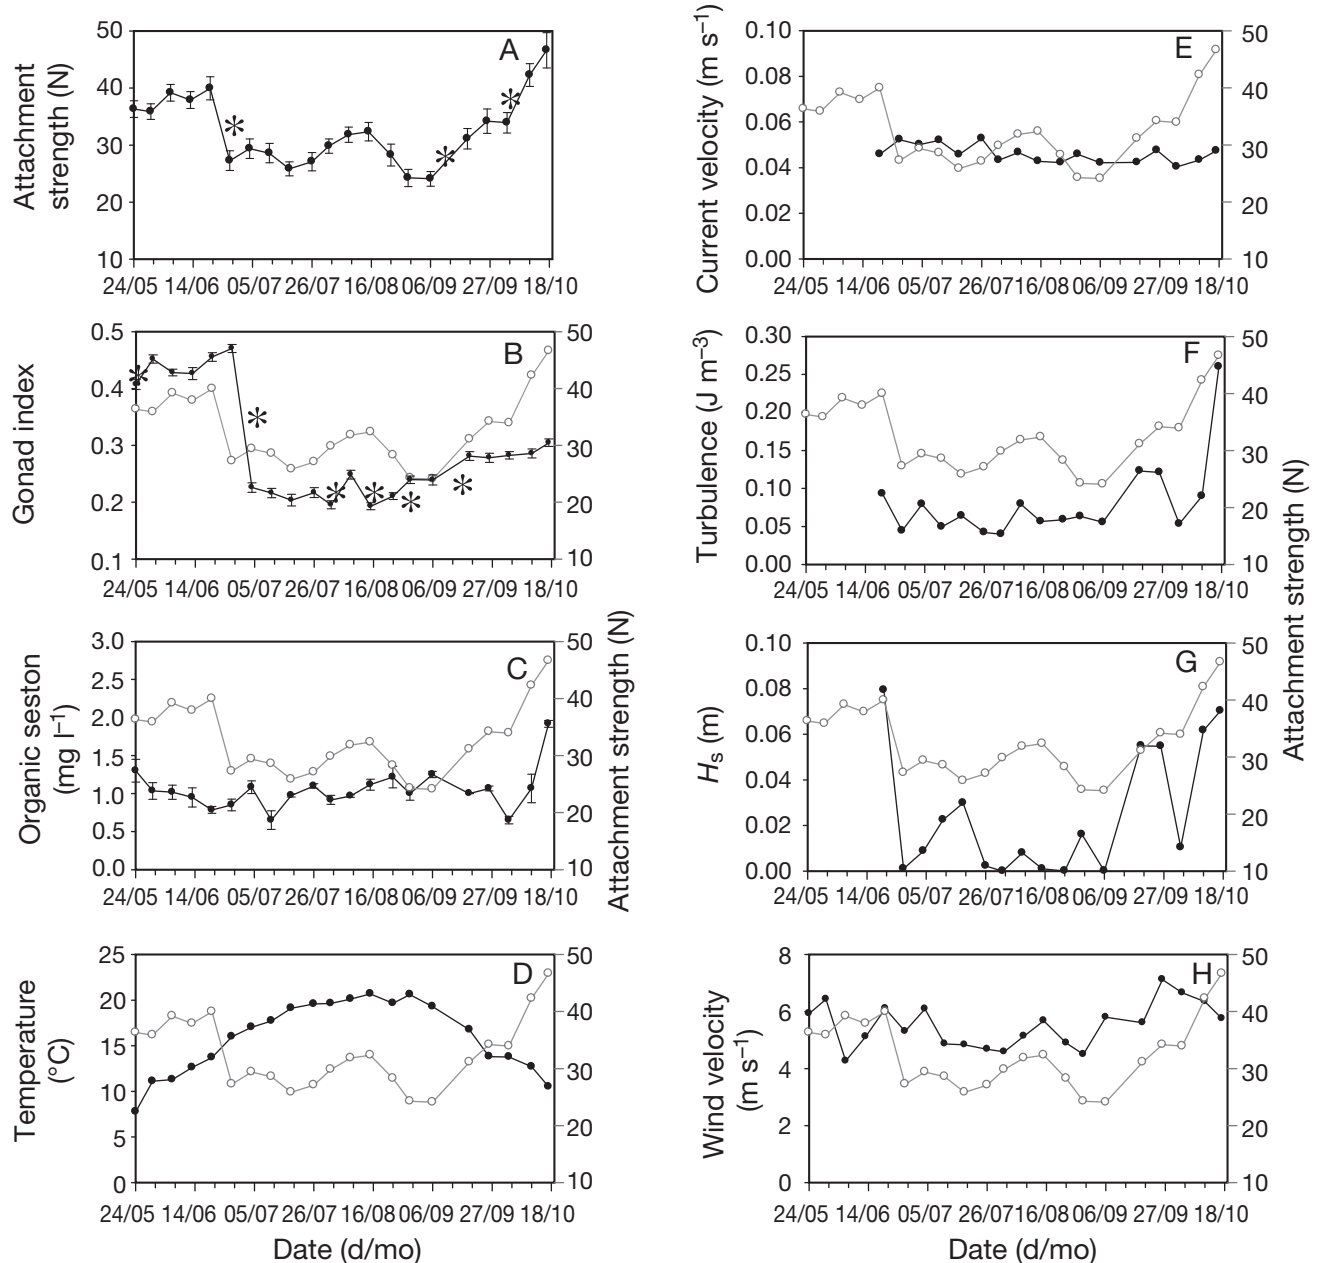 A
Attachment
strength (N)
50
40
30
20
10
24/05 14/06 05/07 26/07 16/08 06/09 27/09 18/10
B
Gonad index
0.5
0.4
0.3
0.2
0.1
50
40
30
20
10
24/05 14/06 05/07 26/07 16/08 06/09 27/09 18/10
C
Organic seston
(mg l–1)
3.0
2.5
2.0
1.5
1.0
0.5
0.0
50
40
30
20
10
Attachment strength (N)
24/05 14/06 05/07 26/07 16/08 06/09 27/09 18/10
D
Temperature
(°C)
25
20
15
10
5
0
50
40
30
20
10
24/05 14/06 05/07 26/07 16/08 06/09 27/09 18/10
Date (d/mo)
E
Current velocity (m s–1)
0.10
0.08
0.06
0.04
0.02
0.00
50
40
30
20
10
24/05 14/06 05/07 26/07 16/08 06/09 27/09 18/10
F
Turbulence (J m–3)
0.30
0.25
0.20
0.15
0.10
0.05
0.00
50
40
30
20
10
24/05 14/06 05/07 26/07 16/08 06/09 27/09 18/10
Attachment strength (N)
G
Hs (m)
0.10
0.08
0.06
0.04
0.02
0.00
50
40
30
20
10
24/05 14/06 05/07 26/07 16/08 06/09 27/09 18/10
H
Wind velocity
(m s–1)
8
6
4
2
0
50
40
30
20
10
24/05 14/06 05/07 26/07 16/08 06/09 27/09 18/10
Date (d/mo)